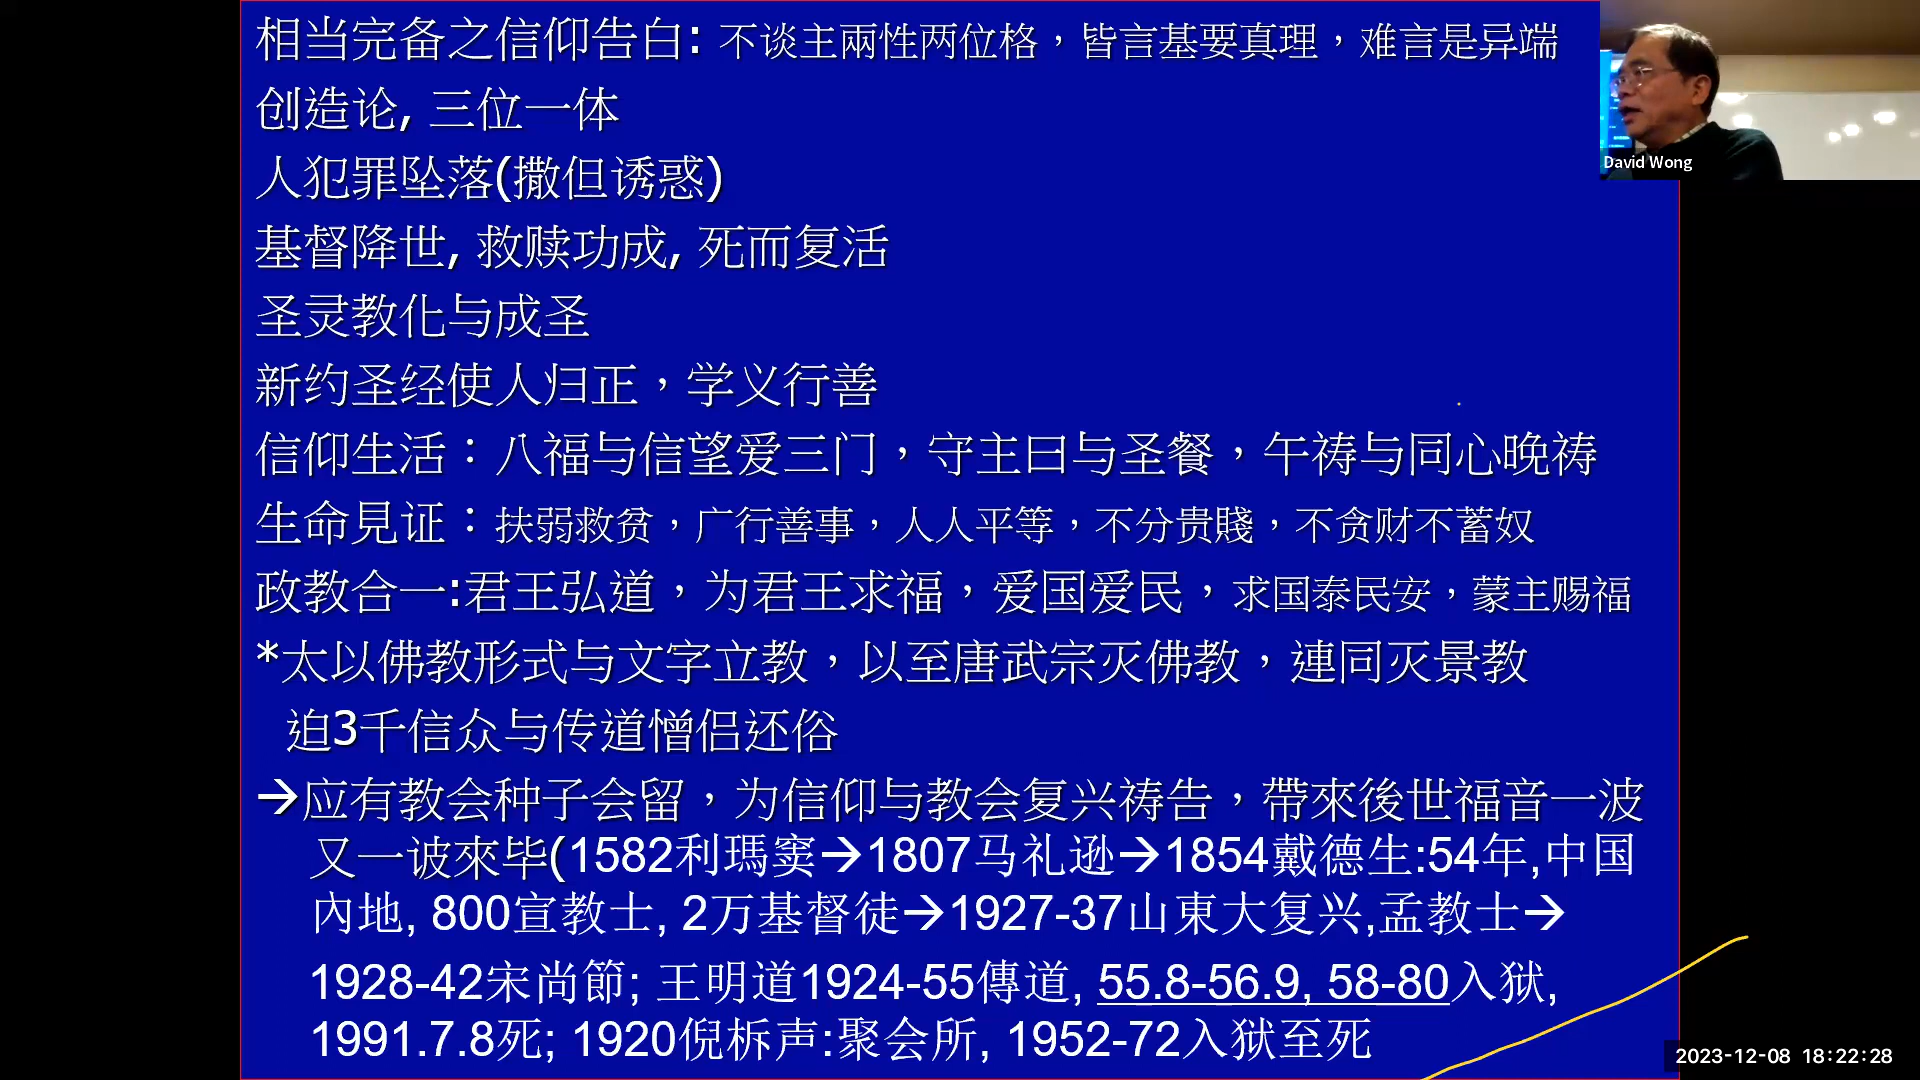 相当完备之信仰告白: 不谈主兩性两位格，皆言基要真理，难言是异端
创造论, 三位一体
人犯罪坠落(撒但诱惑)
基督降世, 救赎功成, 死而复活
圣灵教化与成圣
新约圣经使人归正，学义行善
信仰生活：八福与信望爱三门，守主日与圣餐，午祷与同心晚祷
生命見证：扶弱救贫，广行善事，人人平等，不分贵賤，不贪财不蓄奴
政教合一:君王弘道，为君王求福，爱国爱民，求国泰民安，蒙主赐福
*太以佛教形式与文字立教，以至唐武宗灭佛教，連同灭景教
迫3千信众与传道憎侣还俗
→应有教会种子会留，为信仰与教会复兴祷告，帶來後世福音一波
又一诐來毕(1582利瑪窦→1807马礼逊→1854戴德生:54年,中国
內地, 800宣教士, 2万基督徒→1927-37山東大复兴,孟教士→
1928-42宋尚節; 王明道1924-55傳道, 55.8-56.9, 58-80入狱,
1991.7.8死; 1920倪柝声:聚会所, 1952-72入狱至死
David Wong
2023-12-08 18:22:28